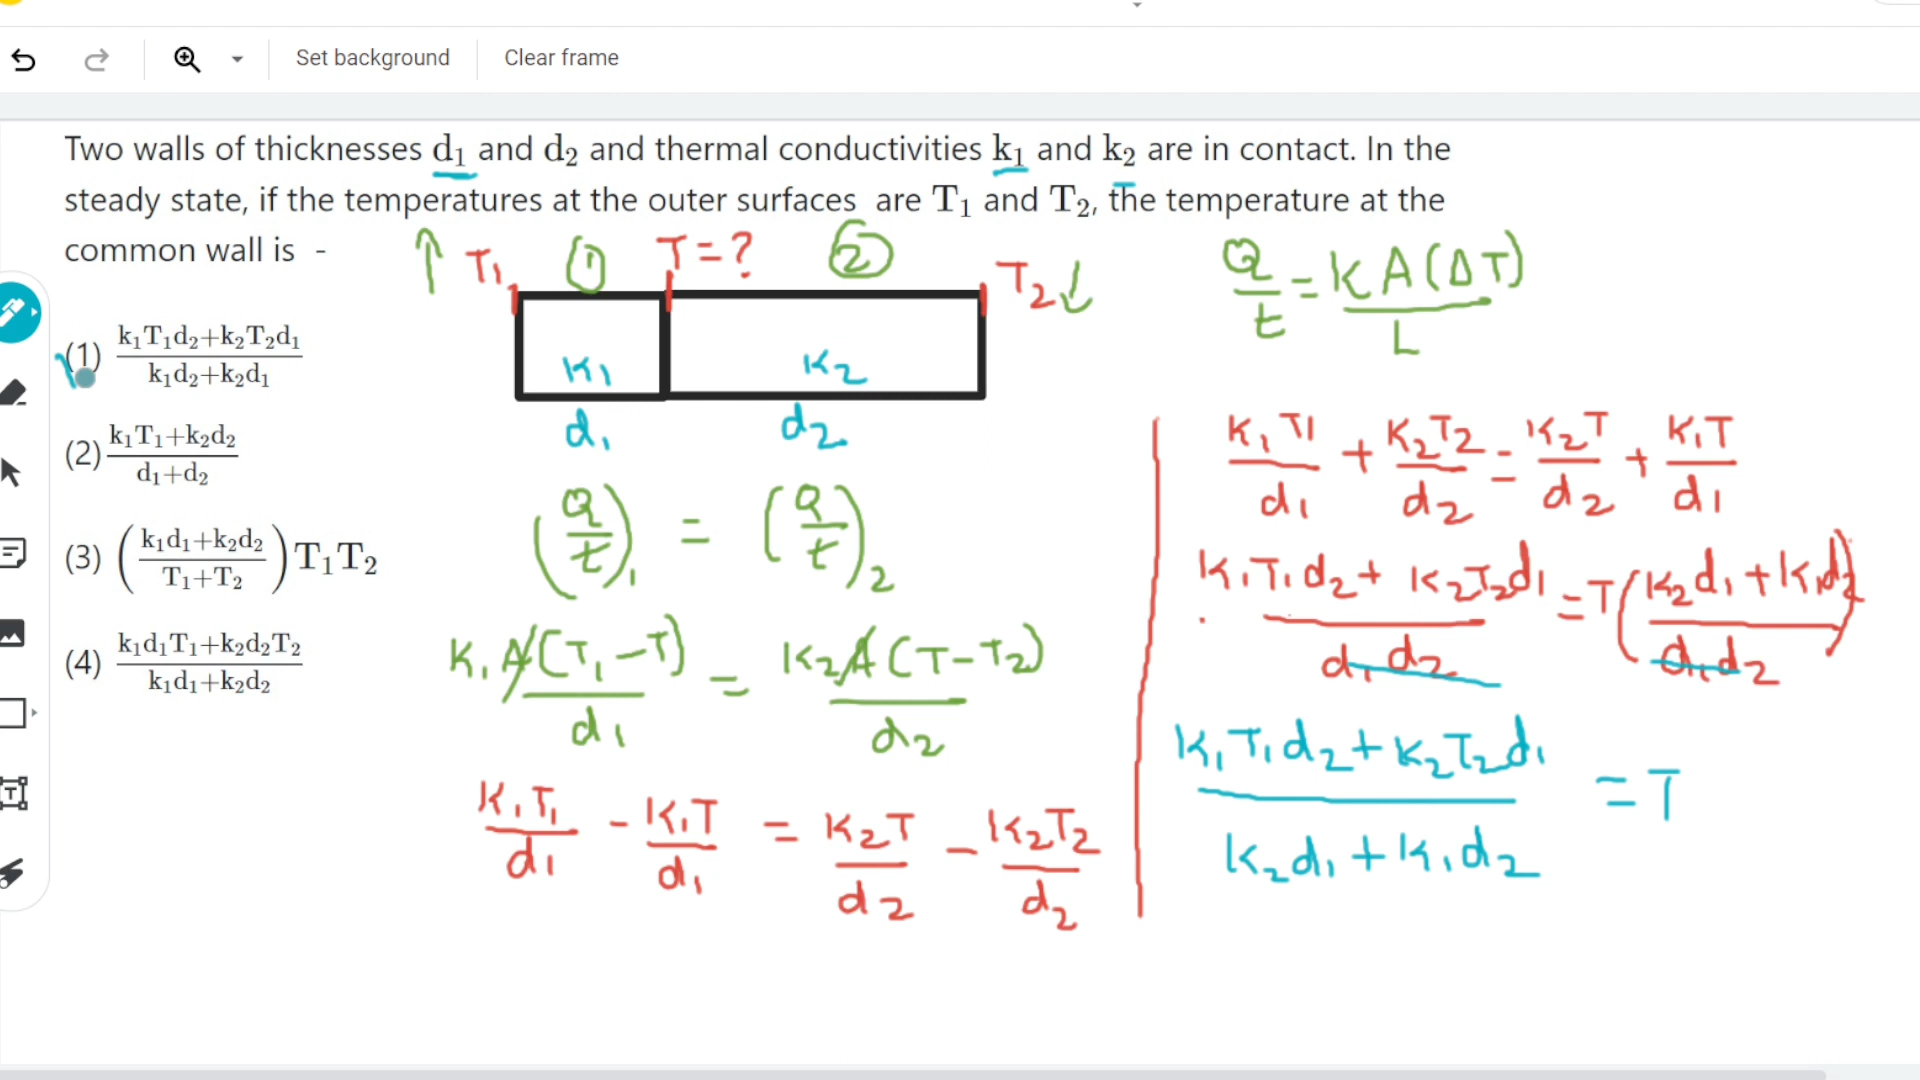 Set background Clear frame
Two walls of thicknesses d₁ and d₂ and thermal conductivities k₁ and k₂ are in contact. In the
steady state, if the temperatures at the outer surfaces are T₁ and T₂, the temperature at the
common wall is -
↑ T₁ ① T=? ② T₂↓
Q/t = KA(ΔT)/L
K₁ K₂
d₁ d₂
(1) (k₁T₁d₂+k₂T₂d₁)/(k₁d₂+k₂d₁)
(2) (k₁T₁+k₂d₂)/(d₁+d₂)
(3) ((k₁d₁+k₂d₂)/(T₁+T₂))T₁T₂
(4) (k₁d₁T₁+k₂d₂T₂)/(k₁d₁+k₂d₂)
(Q/t)₁ = (Q/t)₂
K₁A(T₁-T)/d₁ = K₂A(T-T₂)/d₂
K₁T₁/d₁ - K₁T/d₁ = K₂T/d₂ - K₂T₂/d₂
K₁T₁/d₁ + K₂T₂/d₂ = K₂T/d₂ + K₁T/d₁
(K₁T₁d₂+K₂T₂d₁)/(d₁d₂) = T((K₂d₁+K₁d₂)/(d₁d₂))
(K₁T₁d₂+K₂T₂d₁)/(K₂d₁+K₁d₂) = T